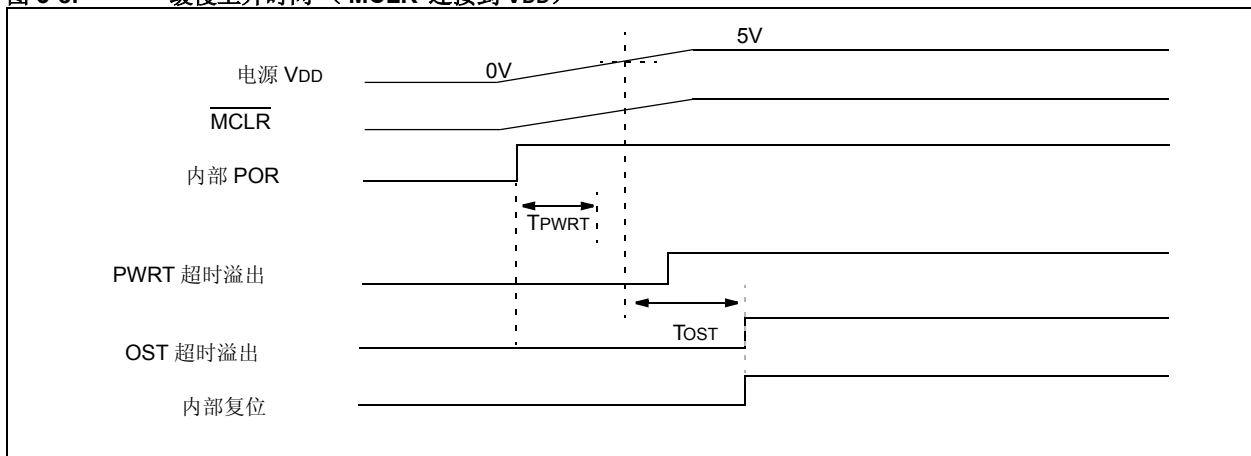 5V
电源 VDD
0V
MCLR
内部 POR
TPWRT
PWRT 超时溢出
TOST
OST 超时溢出
内部复位